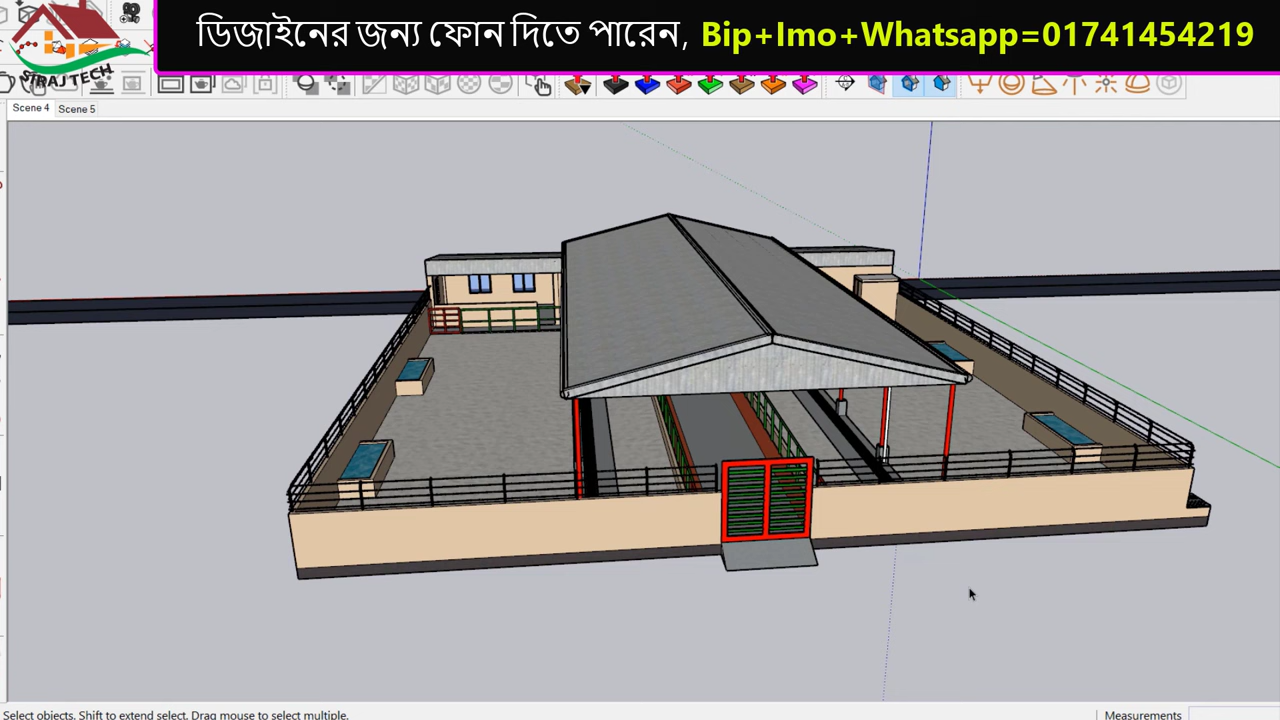 ডিজাইনের জন্য ফোন দিতে পারেন, Bip+Imo+Whatsapp=01741454219
STRAJ TECH
Scene 4
Scene 5
Select objects. Shift to extend select. Drag mouse to select multiple.
Measurements